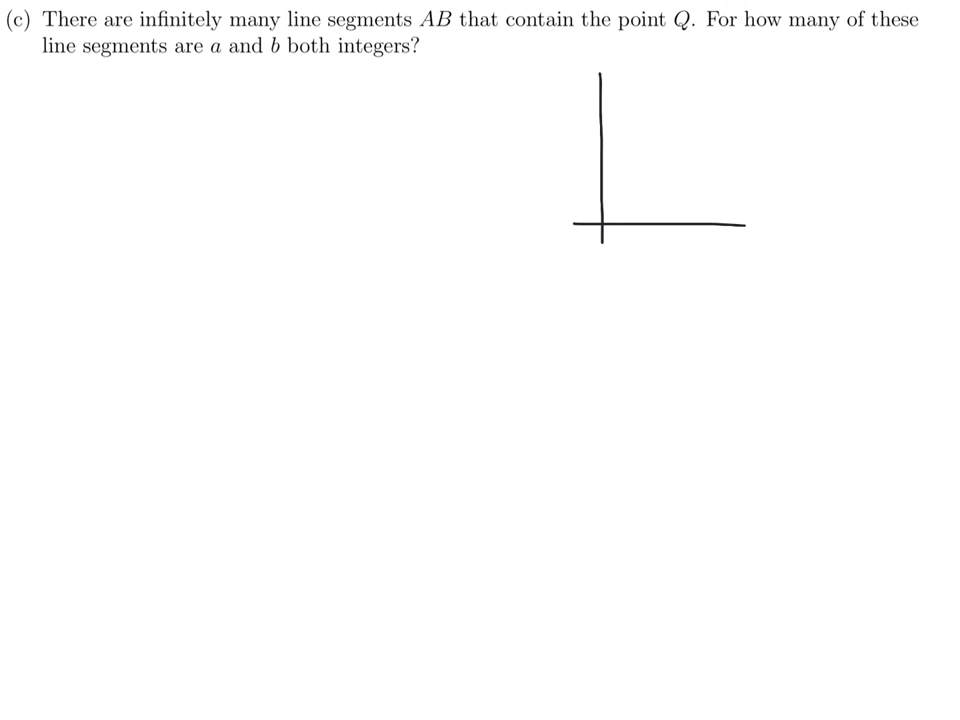 (c) There are infinitely many line segments AB that contain the point Q. For how many of these
line segments are a and b both integers?